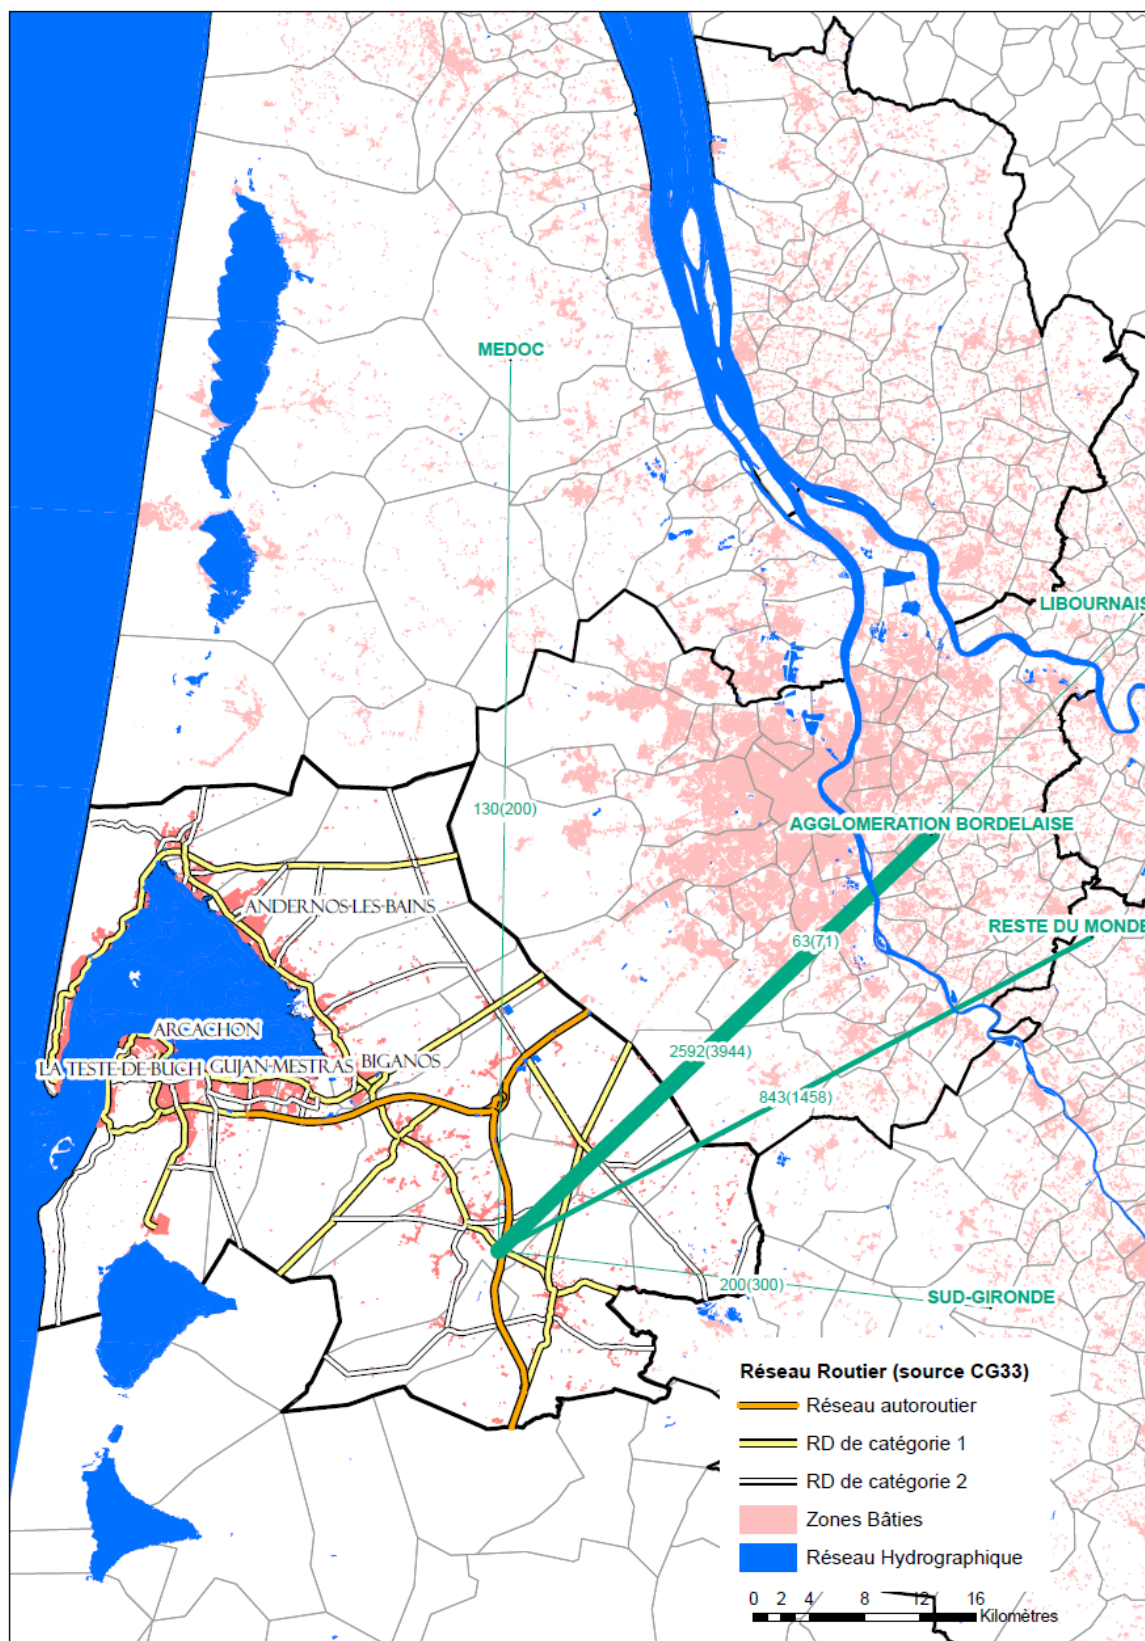 MEDOC
LIBOURNAIS
130(200)
AGGLOMERATION BORDELAISE
ANDERNOS-LES-BAINS
RESTE DU MONDE
63(71)
ARCACHON
LA TESTE-DE-BUCH
GUJAN-MESTRAS
BIGANOS
2592(3944)
843(1458)
200(300)
SUD-GIRONDE
Réseau Routier (source CG33)
Réseau autoroutier
RD de catégorie 1
RD de catégorie 2
Zones Bâties
Réseau Hydrographique
0 2 4 8 12 16
Kilomètres